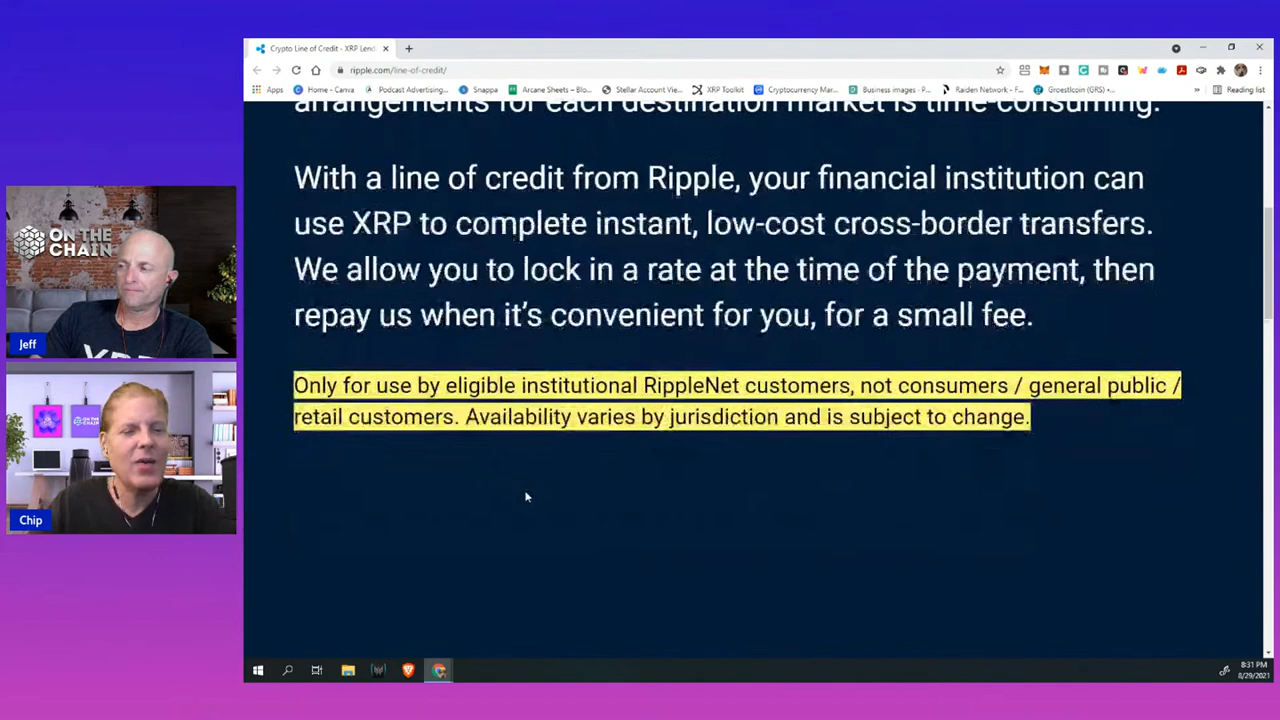 Crypto Line of Credit - XRP Lend
ripple.com/line-of-credit/
Apps
Home • Conversio...
Podcast Advertising...
Snappa
Arcane Sheets – Blo...
Stellar Account Vie...
XRP Toolkit
Cryptocurrency Mar...
Business images - P...
Raiden Network - F...
Groestlcoin (GRS) •...
»
Reading list
arrangements for each destination market is time-consuming.
With a line of credit from Ripple, your financial institution can
use XRP to complete instant, low-cost cross-border transfers.
We allow you to lock in a rate at the time of the payment, then
repay us when it's convenient for you, for a small fee.
Only for use by eligible institutional RippleNet customers, not consumers / general public /
retail customers. Availability varies by jurisdiction and is subject to change.
ON THE
CHAIN
Jeff
Chip
8:31 PM
8/29/2021